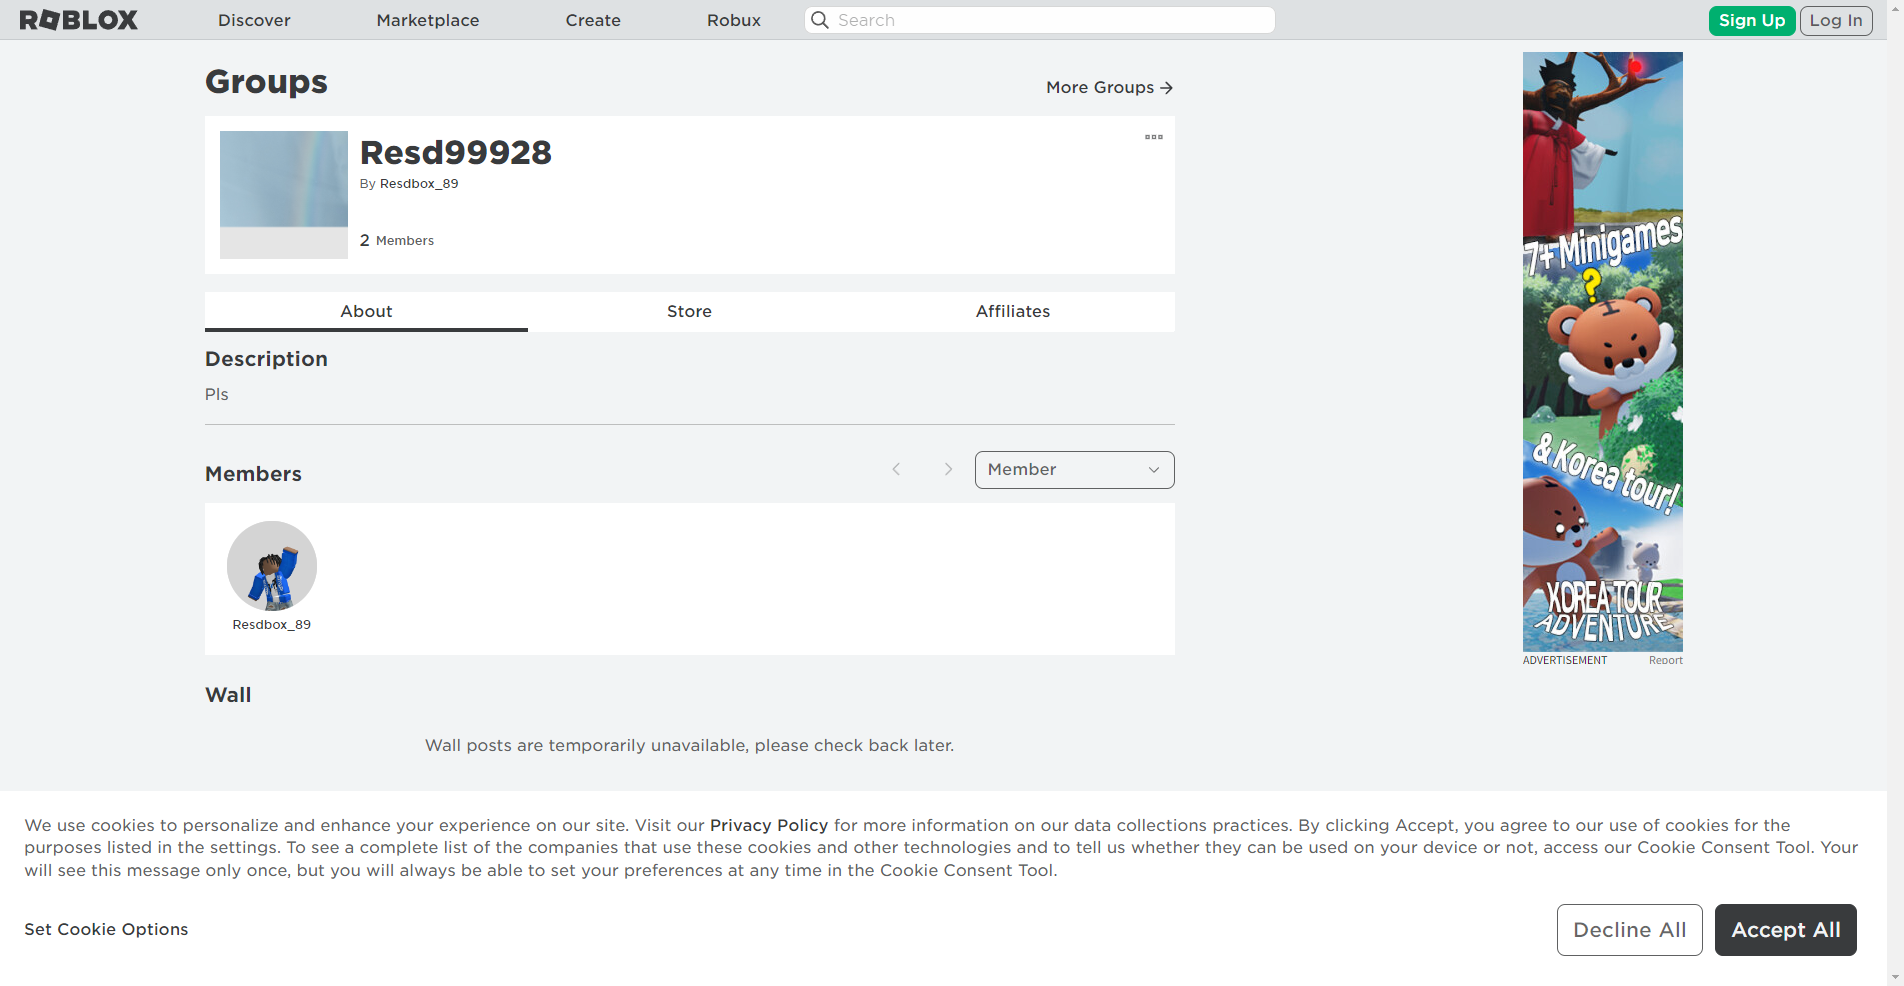 ROBLOX Discover Marketplace Create Robux Search Sign Up Log In
Groups
More Groups
Resd99928
By Resdbox_89
2 Members
About Store Affiliates
Description
Pls
Members
Member
Resdbox_89
Wall
Wall posts are temporarily unavailable, please check back later.
7+ Minigames
?
& Korea tour!
KOREA TOUR
ADVENTURE
ADVERTISEMENT Report
We use cookies to personalize and enhance your experience on our site. Visit our Privacy Policy for more information on our data collections practices. By clicking Accept, you agree to our use of cookies for the
purposes listed in the settings. To see a complete list of the companies that use these cookies and other technologies and to tell us whether they can be used on your device or not, access our Cookie Consent Tool. Your
will see this message only once, but you will always be able to set your preferences at any time in the Cookie Consent Tool.
Set Cookie Options
Decline All
Accept All